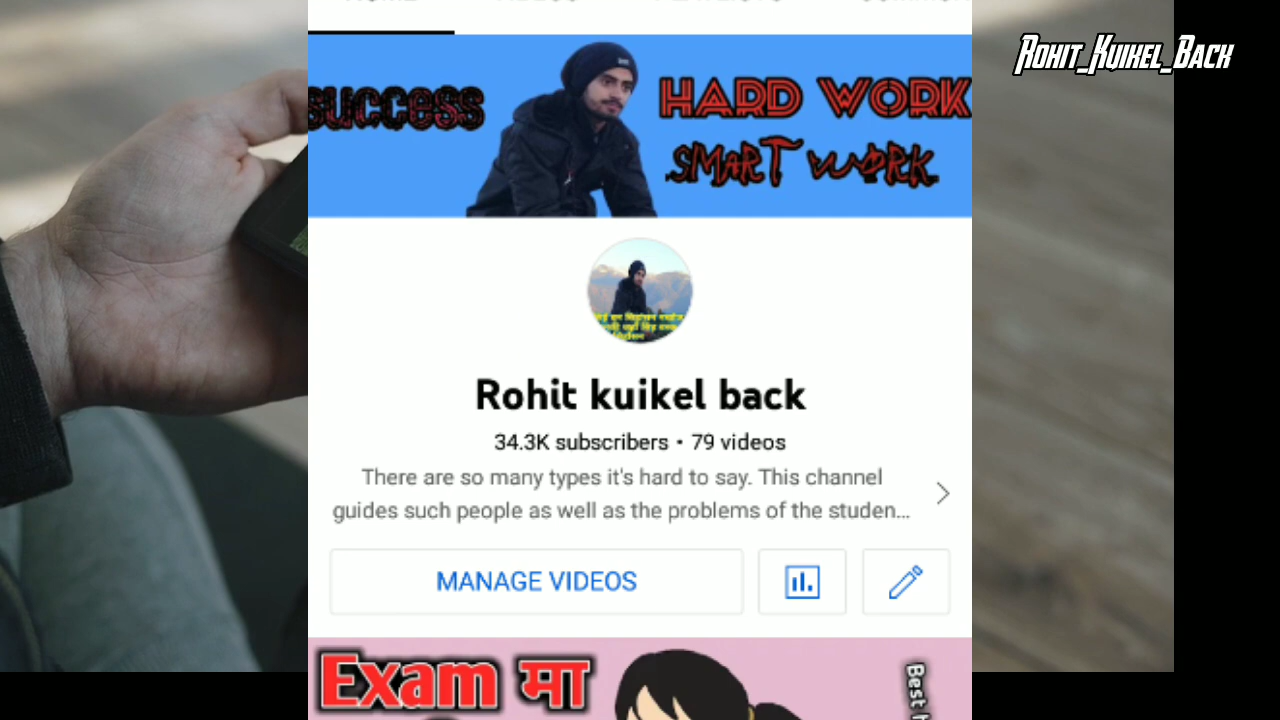 Rohit_Kuikel_Back
SUCCESS
HARD WORK
SMART WORK
Rohit kuikel back
34.3K subscribers • 79 videos
There are so many types it's hard to say. This channel
guides such people as well as the problems of the studen...
MANAGE VIDEOS
Exam मा
Best